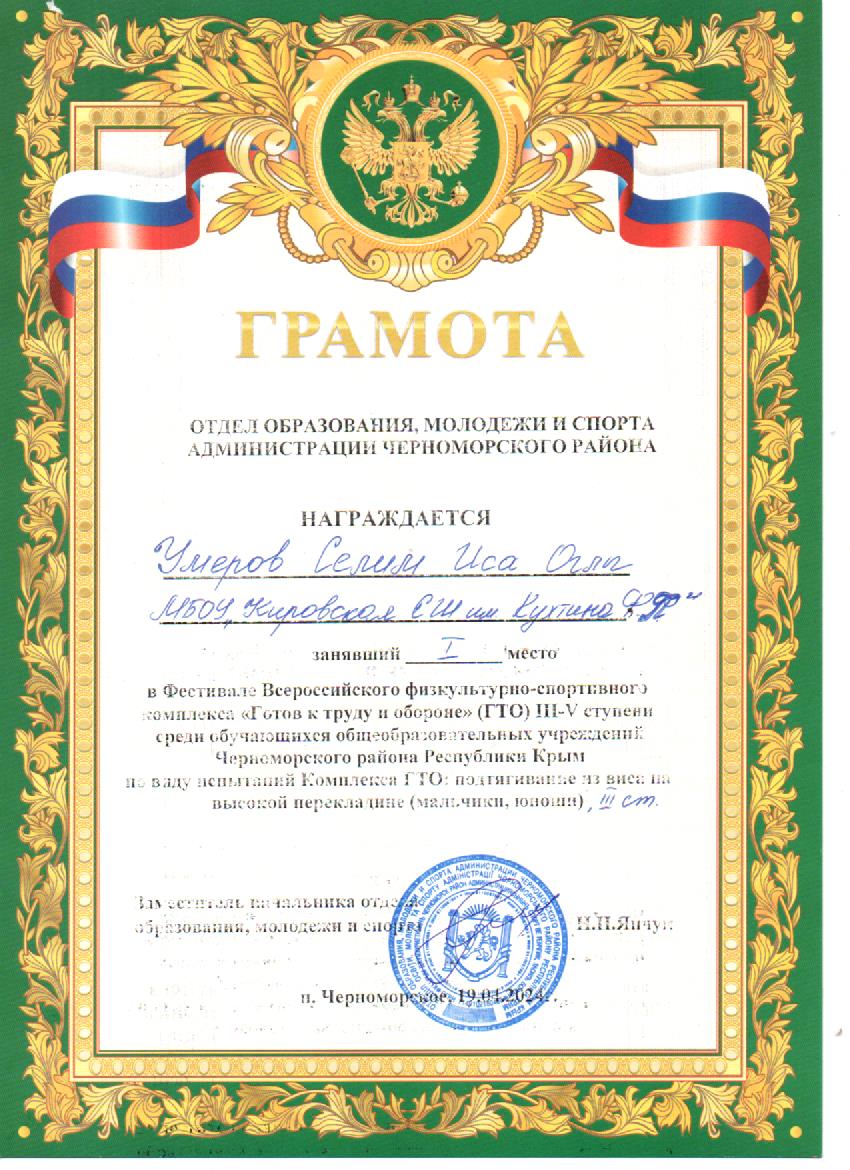 ГРАМОТА
ОТДЕЛ ОБРАЗОВАНИЯ, МОЛОДЕЖИ И СПОРТА
АДМИНИСТРАЦИИ ЧЕРНОМОРСКОГО РАЙОНА
НАГРАЖДАЕТСЯ
Умеров Селим Иса Оглы
МБОУ „Кировская СШ им. Кухтина
занявший I место
в Фестивале Всероссийского физкультурно-спортивного
комплекса «Готов к труду и обороне» (ГТО) III-V ступени
среди обучающихся общеобразовательных учреждений
Черноморского района Республики Крым
по виду испытаний Комплекса ГТО: подтягивание из виса на
высокой перекладине (мальчики, юноши), III ст.
Заместитель начальника отдела
образования, молодежи и спорта Н.П.Янчук
п. Черноморское, 19.04.2024г.